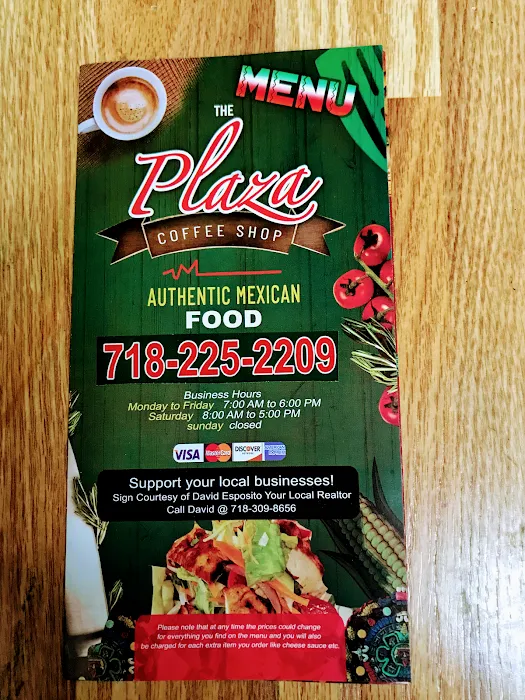 MENU
THE
Plaza
COFFEE SHOP
AUTHENTIC MEXICAN
FOOD
718-225-2209
Business Hours
Monday to Friday 7:00 AM to 6:00 PM
Saturday 8:00 AM to 5:00 PM
sunday closed
VISA MasterCard DISCOVER
Support your local businesses!
Sign Courtesy of David Esposito Your Local Realtor
Call David @ 718-309-8656
Please note that at any time the prices could change
for everything you find on the menu and you will also
be charged for each extra item you order like cheese sauce etc.